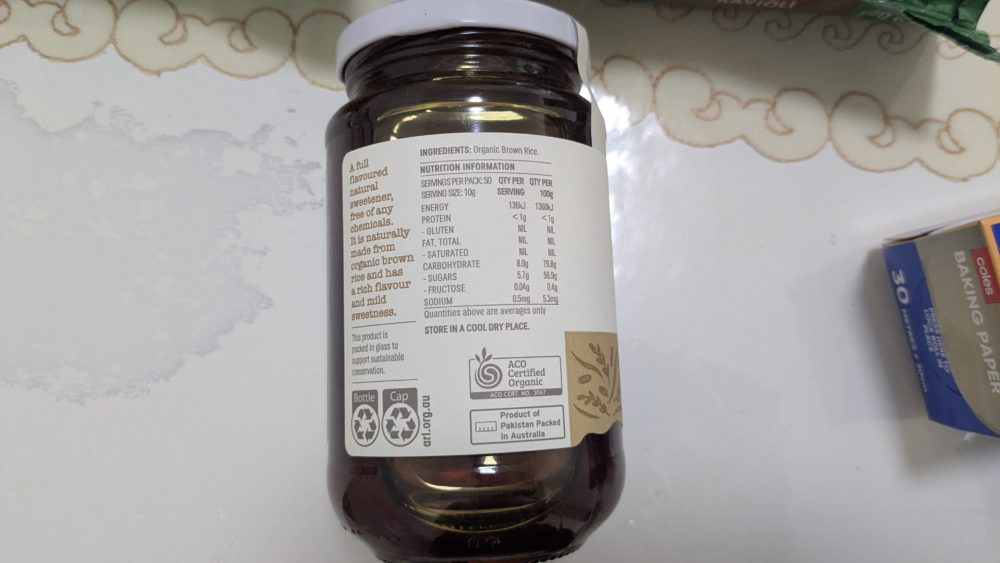 RAVIOLI
A full
flavoured
natural
sweetener,
free of any
chemicals.
It is naturally
made from
organic brown
rice and has
a rich flavour
and mild
sweetness.
This product is
packed in glass to
support sustainable
conservation.
Bottle Cap
arl.org.au
INGREDIENTS: Organic Brown Rice.
NUTRITION INFORMATION
SERVINGS PER PACK: 50 QTY PER QTY PER
SERVING SIZE: 10g SERVING 100g
ENERGY 136kJ 1360kJ
PROTEIN <1g <1g
- GLUTEN NIL NIL
FAT, TOTAL NIL NIL
- SATURATED NIL NIL
CARBOHYDRATE 8.0g 79.8g
- SUGARS 5.7g 56.9g
- FRUCTOSE 0.04g 0.4g
SODIUM 0.5mg 5.3mg
Quantities above are averages only
STORE IN A COOL DRY PLACE.
ACO
Certified
Organic
ACO CERT. NO. 3067
Product of
Pakistan Packed
in Australia
coles
BAKING PAPER
30